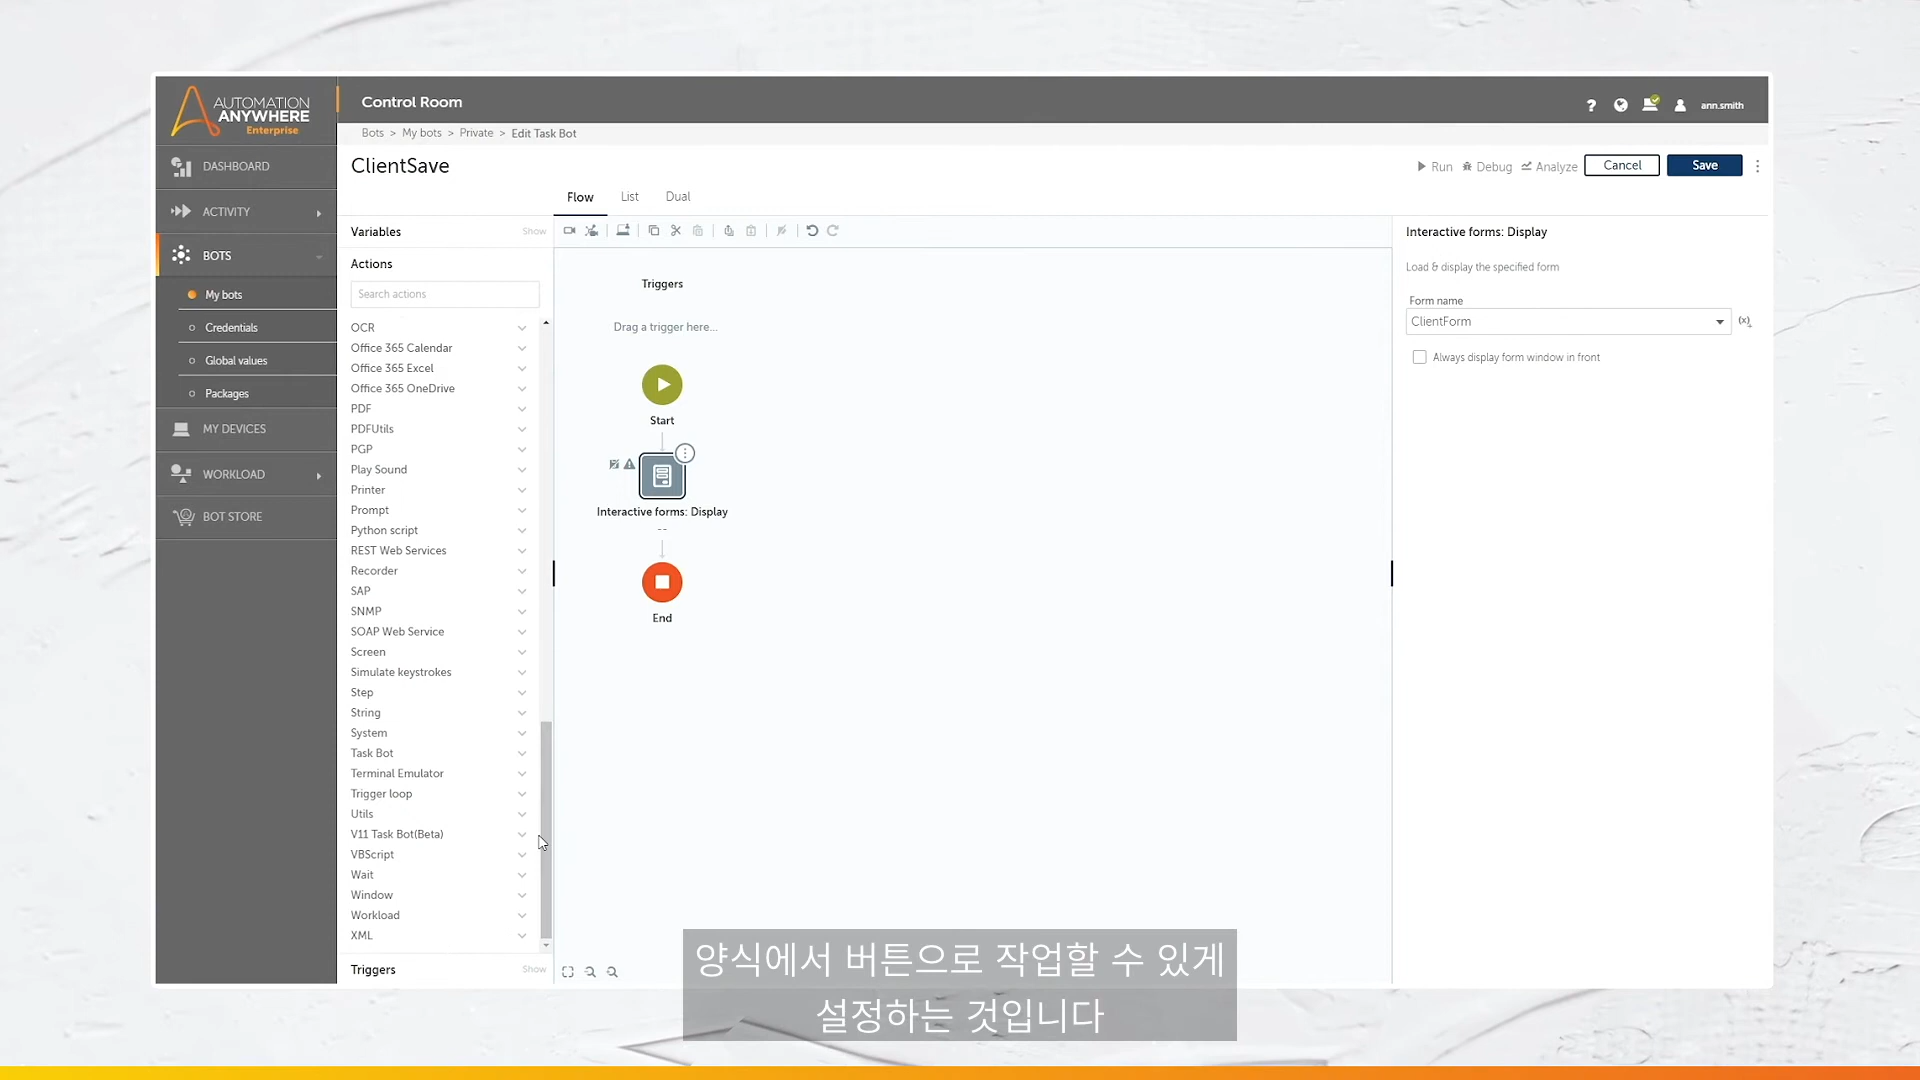 AUTOMATION
ANYWHERE
Enterprise
Control Room
?
ann.smith
Bots > My bots > Private > Edit Task Bot
ClientSave
Run
Debug
Analyze
Cancel
Save
Flow
List
Dual
DASHBOARD
ACTIVITY
BOTS
My bots
Credentials
Global values
Packages
MY DEVICES
WORKLOAD
BOT STORE
Variables
Show
Actions
Search actions
OCR
Office 365 Calendar
Office 365 Excel
Office 365 OneDrive
PDF
PDFUtils
PGP
Play Sound
Printer
Prompt
Python script
REST Web Services
Recorder
SAP
SNMP
SOAP Web Service
Screen
Simulate keystrokes
Step
String
System
Task Bot
Terminal Emulator
Trigger loop
Utils
V11 Task Bot(Beta)
VBScript
Wait
Window
Workload
XML
Triggers
Show
Triggers
Drag a trigger here...
Start
Interactive forms: Display
--
End
Interactive forms: Display
Load & display the specified form
Form name
ClientForm
(x)
Always display form window in front
양식에서 버튼으로 작업할 수 있게
설정하는 것입니다